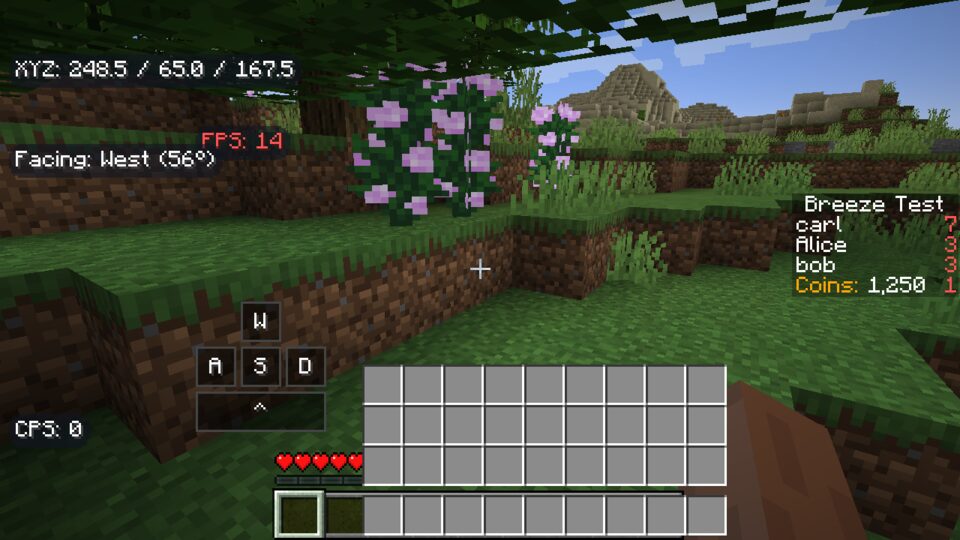 XYZ: 248.5 / 65.0 / 167.5
FPS: 14
Facing: West (56º)
Breeze Test
carl 7
Alice 3
bob 3
Coins: 1,250 1
W
A S D
^
CPS: 0